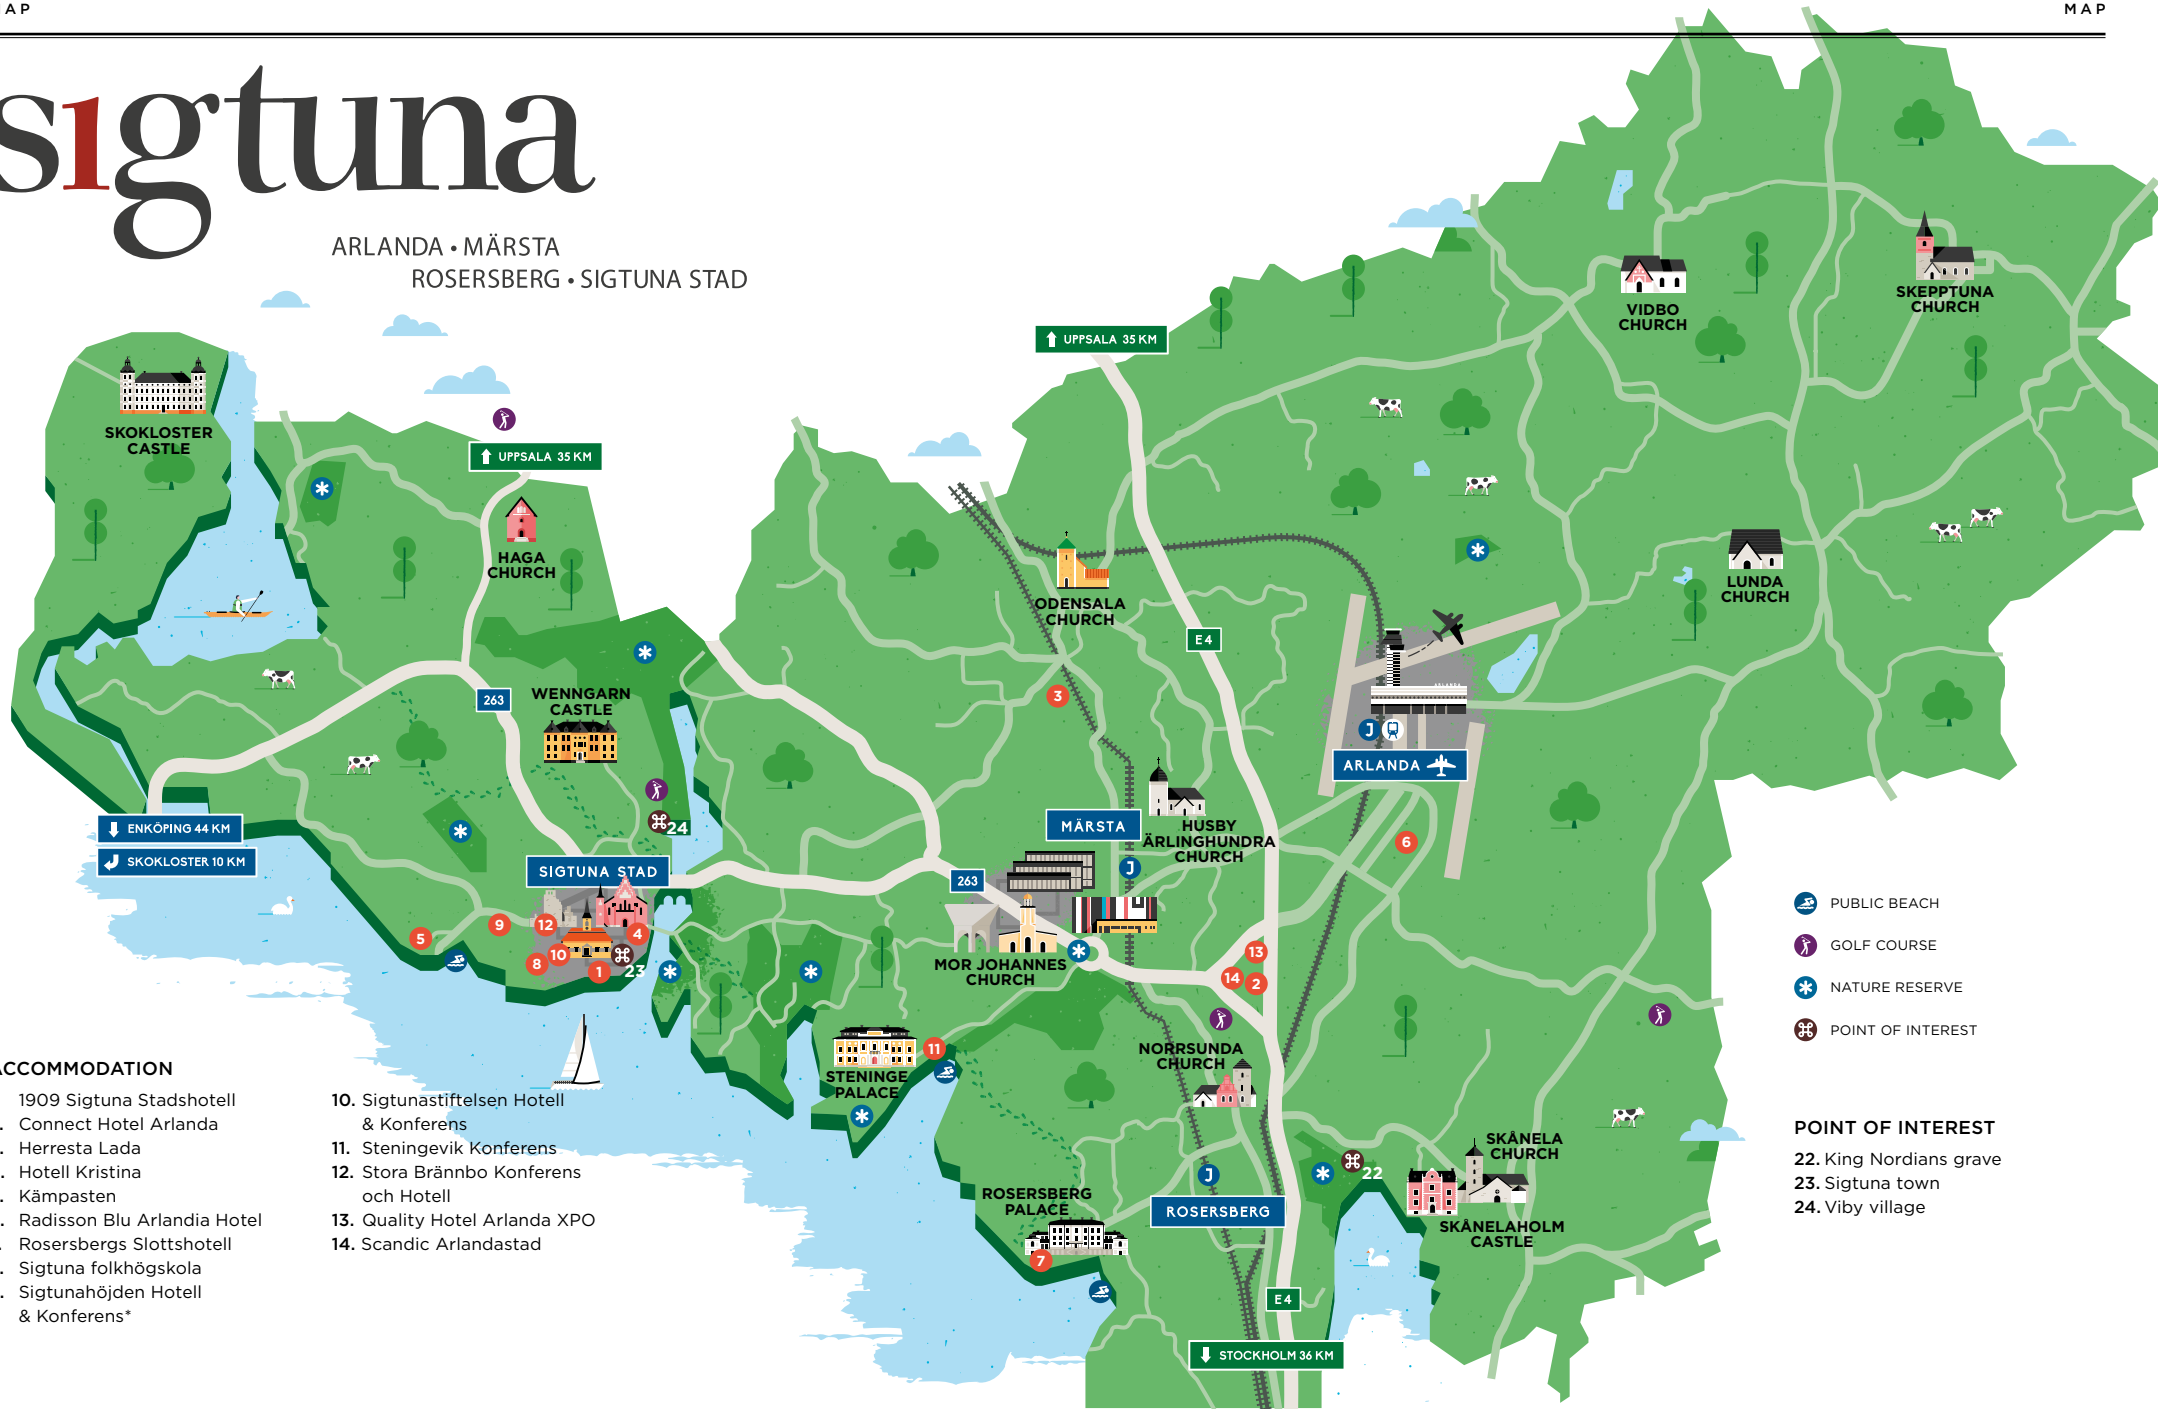 MAP
sigtuna
ARLANDA • MÄRSTA
ROSERSBERG • SIGTUNA STAD
UPPSALA 35 KM
VIDBO
CHURCH
SKEPPTUNA
CHURCH
SKOKLOSTER
CASTLE
UPPSALA 35 KM
HAGA
CHURCH
ODENSALA
CHURCH
LUNDA
CHURCH
E4
263
WENNGARN
CASTLE
3
ARLANDA
J
ARLANDA
24
ENKÖPING 44 KM
SKOKLOSTER 10 KM
SIGTUNA STAD
MÄRSTA
HUSBY
ÄRLINGHUNDRA
CHURCH
J
6
263
5
9
12
4
8
10
1
23
MOR JOHANNES
CHURCH
13
14
2
11
STENINGE
PALACE
NORRSUNDA
CHURCH
SKÅNELA
CHURCH
22
J
ROSERSBERG
PALACE
7
ROSERSBERG
SKÅNELAHOLM
CASTLE
E4
STOCKHOLM 36 KM
PUBLIC BEACH
GOLF COURSE
NATURE RESERVE
POINT OF INTEREST
ACCOMMODATION
1909 Sigtuna Stadshotell
Connect Hotel Arlanda
Herresta Lada
Hotell Kristina
Kämpasten
Radisson Blu Arlandia Hotel
Rosersbergs Slottshotell
Sigtuna folkhögskola
Sigtunahöjden Hotell
& Konferens*
10. Sigtunastiftelsen Hotell
& Konferens
11. Steningevik Konferens
12. Stora Brännbo Konferens
och Hotell
13. Quality Hotel Arlanda XPO
14. Scandic Arlandastad
POINT OF INTEREST
22. King Nordians grave
23. Sigtuna town
24. Viby village